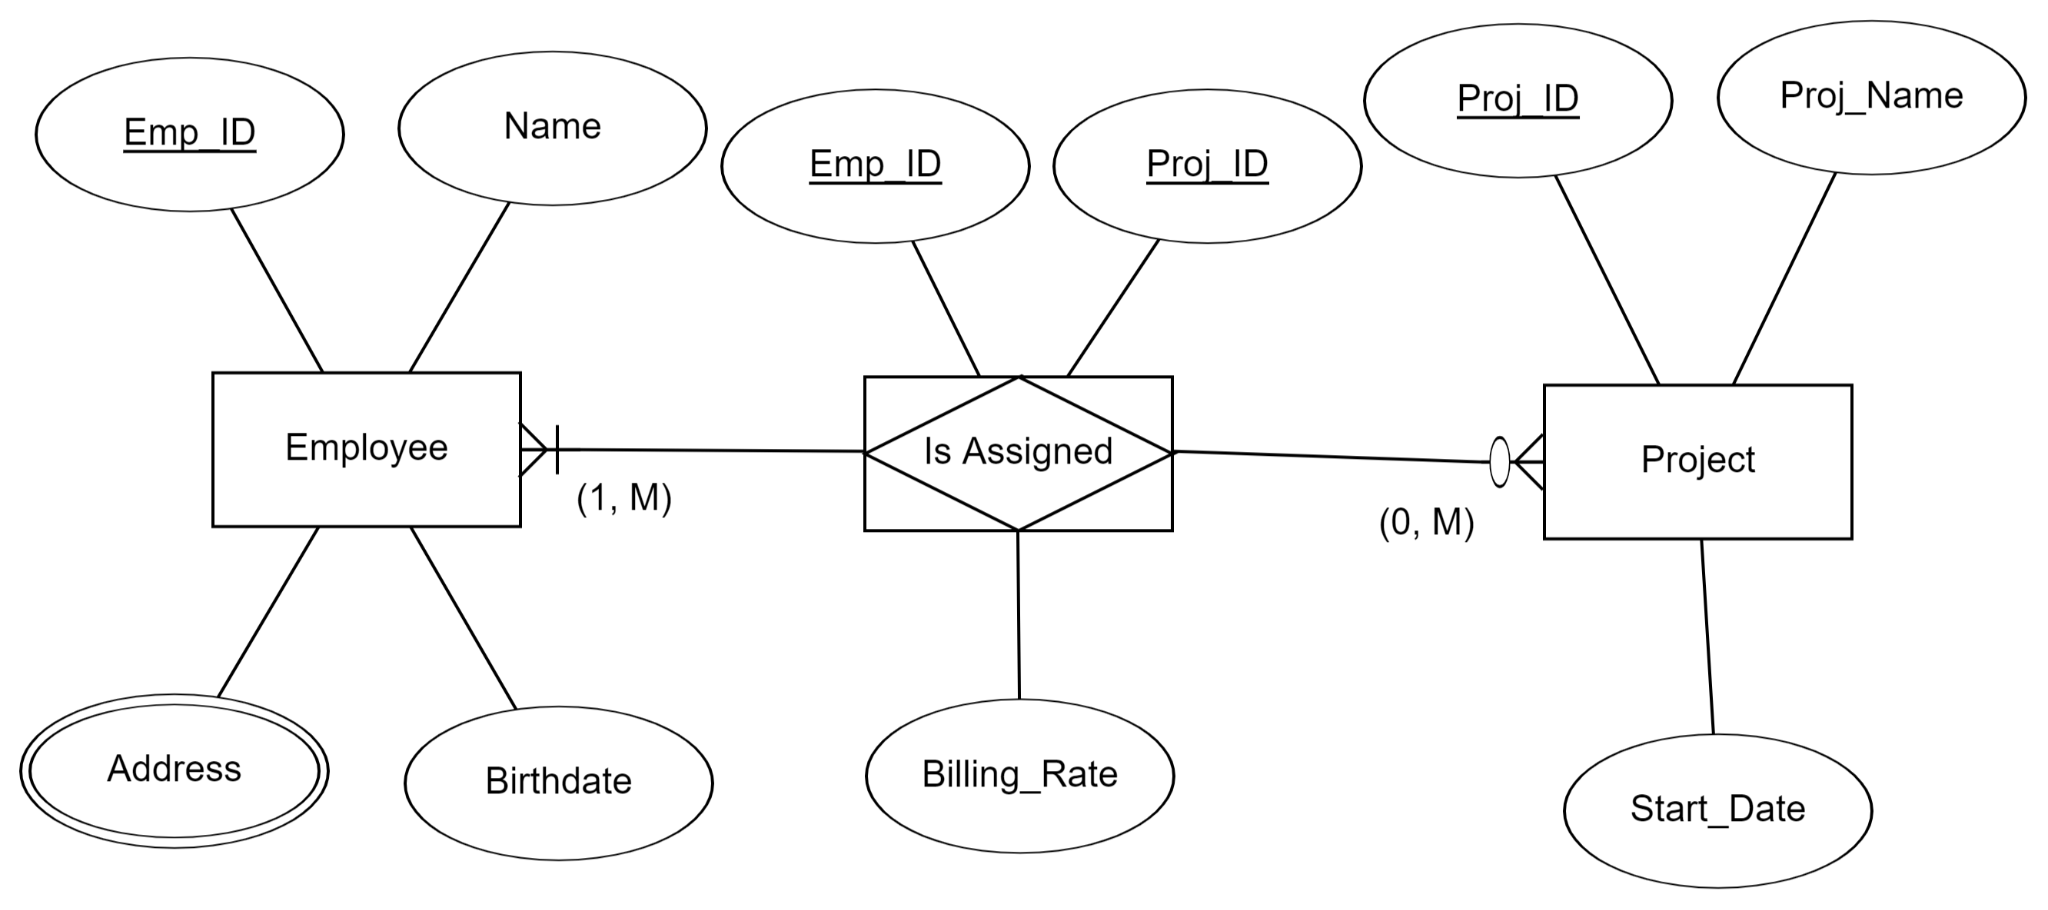 Emp_ID
Name
Emp_ID
Proj_ID
Proj_ID
Proj_Name
Employee
(1, M)
Is Assigned
(0, M)
Project
Address
Birthdate
Billing_Rate
Start_Date